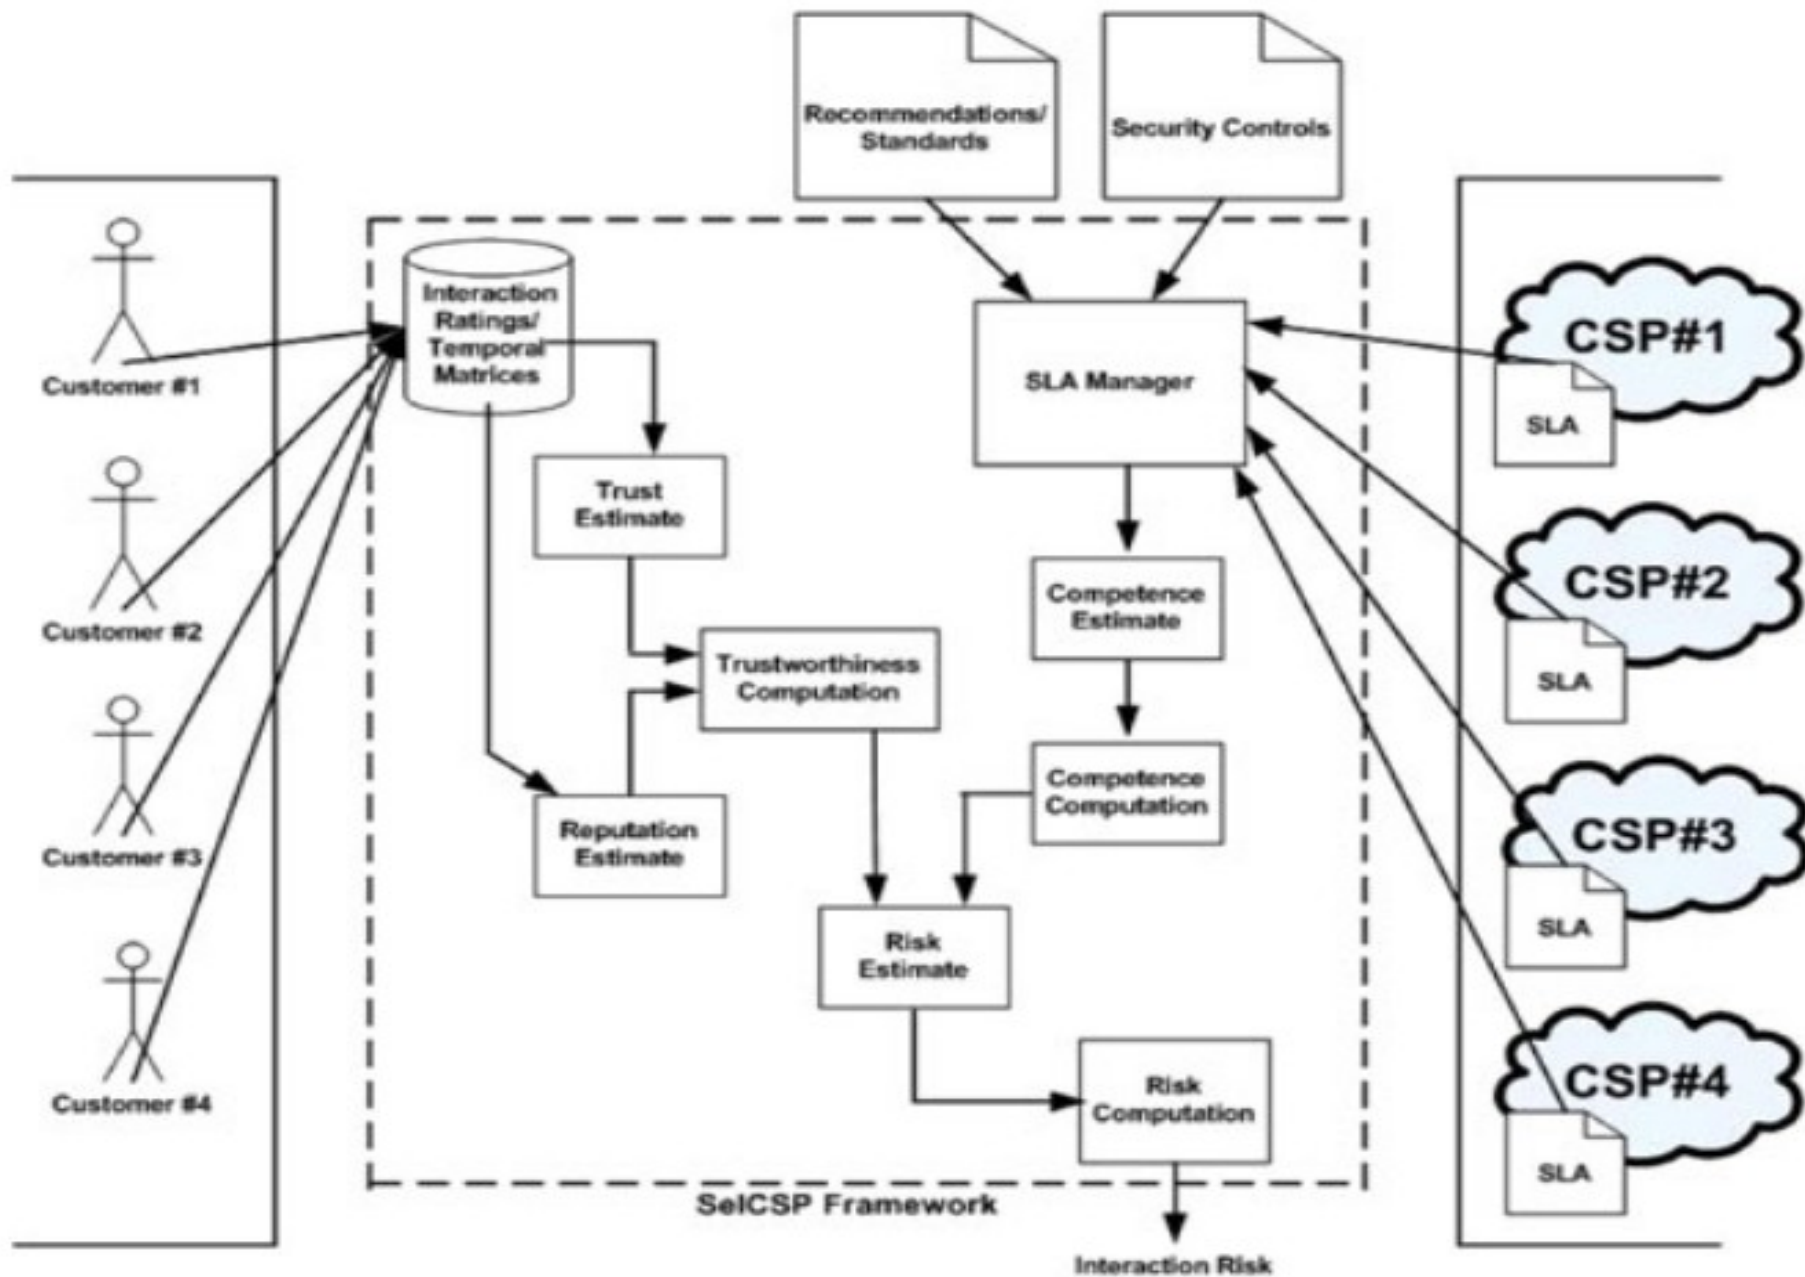 Recommendations/
Standards
Security Controls
Customer #1
Customer #2
Customer #3
Customer #4
Interaction
Ratings/
Temporal
Matrices
Trust
Estimate
Trustworthiness
Computation
Reputation
Estimate
SLA Manager
Competence
Estimate
Competence
Computation
Risk
Estimate
Risk
Computation
SelCSP Framework
Interaction Risk
CSP#1
SLA
CSP#2
SLA
CSP#3
SLA
CSP#4
SLA